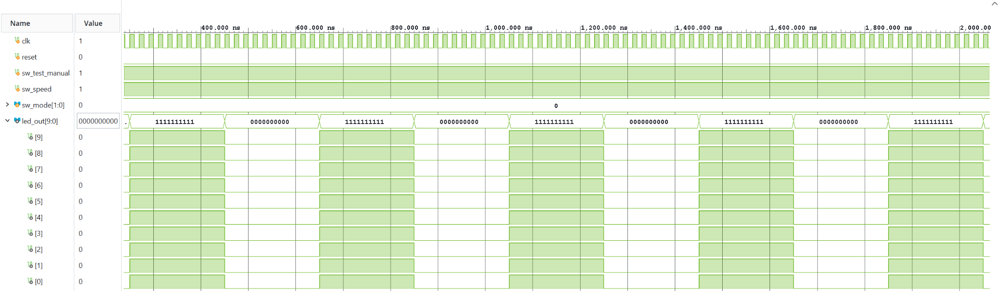 Name Value
400.000 ns 600.000 ns 800.000 ns 1,000.000 ns 1,200.000 ns 1,400.000 ns 1,600.000 ns 1,800.000 ns 2,000.00
clk 1
reset 0
sw_test_manual 1
sw_speed 1
sw_mode[1:0] 0 0
led_out[9:0] 0000000000 . 1111111111 0000000000 1111111111 0000000000 1111111111 0000000000 1111111111 0000000000 1111111111
[9] 0
[8] 0
[7] 0
[6] 0
[5] 0
[4] 0
[3] 0
[2] 0
[1] 0
[0] 0